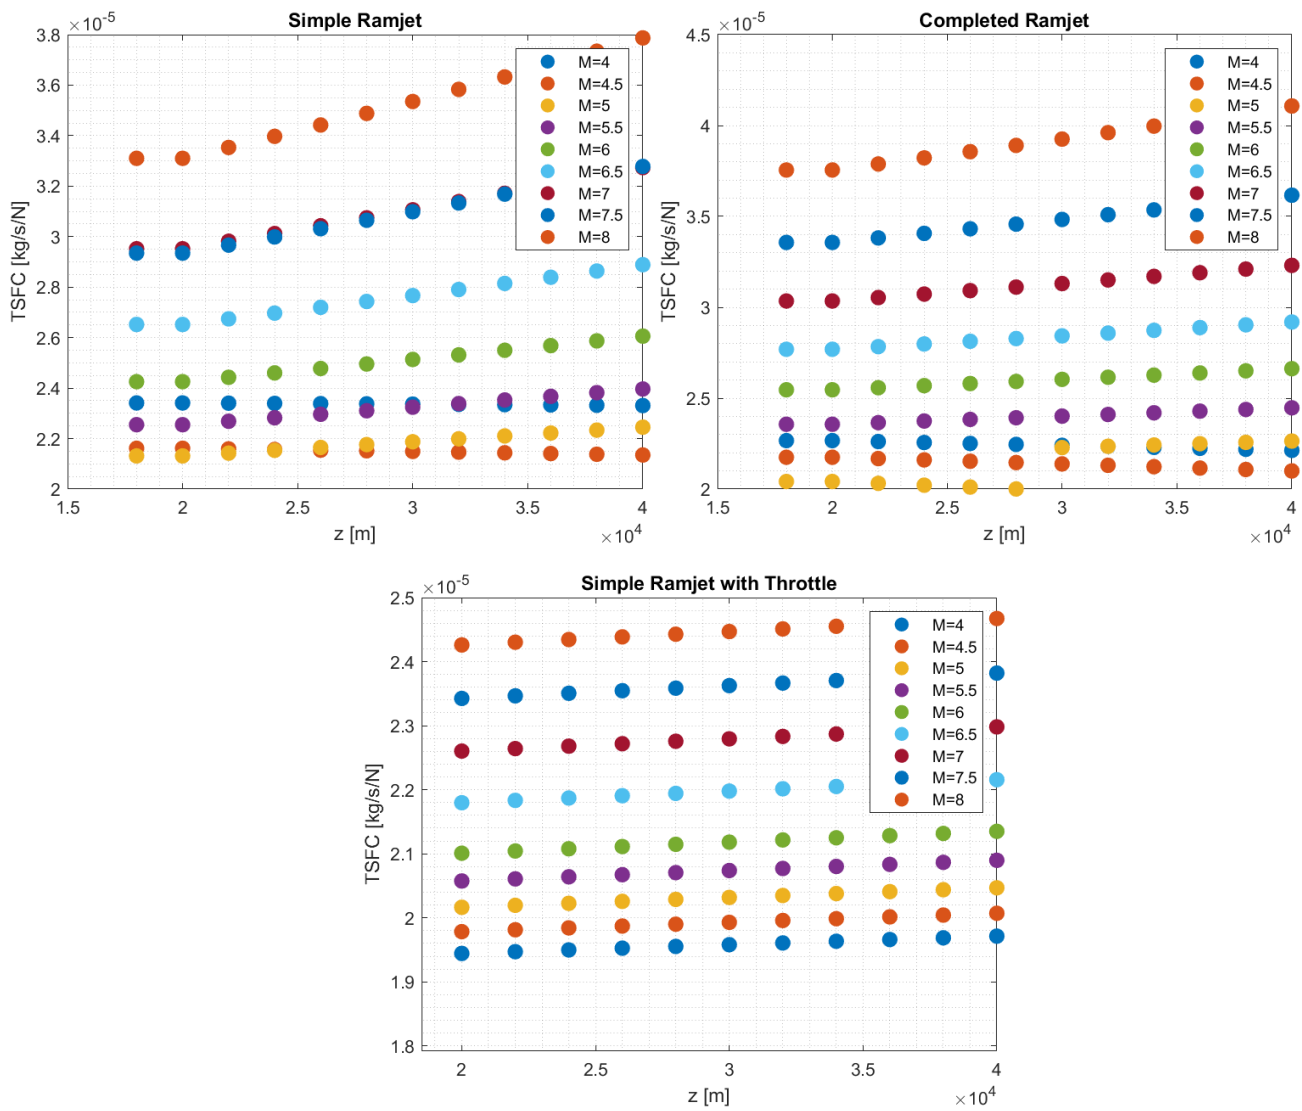 Simple Ramjet
×10⁻⁵
3.8
3.6
3.4
3.2
3
2.8
2.6
2.4
2.2
2
TSFC [kg/s/N]
1.5
2
2.5
3
3.5
4
z [m]
×10⁴
M=4
M=4.5
M=5
M=5.5
M=6
M=6.5
M=7
M=7.5
M=8
Completed Ramjet
×10⁻⁵
4.5
4
3.5
3
2.5
2
TSFC [kg/s/N]
1.5
2
2.5
3
3.5
4
z [m]
×10⁴
M=4
M=4.5
M=5
M=5.5
M=6
M=6.5
M=7
M=7.5
M=8
Simple Ramjet with Throttle
×10⁻⁵
2.5
2.4
2.3
2.2
2.1
2
1.9
1.8
TSFC [kg/s/N]
2
2.5
3
3.5
4
z [m]
×10⁴
M=4
M=4.5
M=5
M=5.5
M=6
M=6.5
M=7
M=7.5
M=8